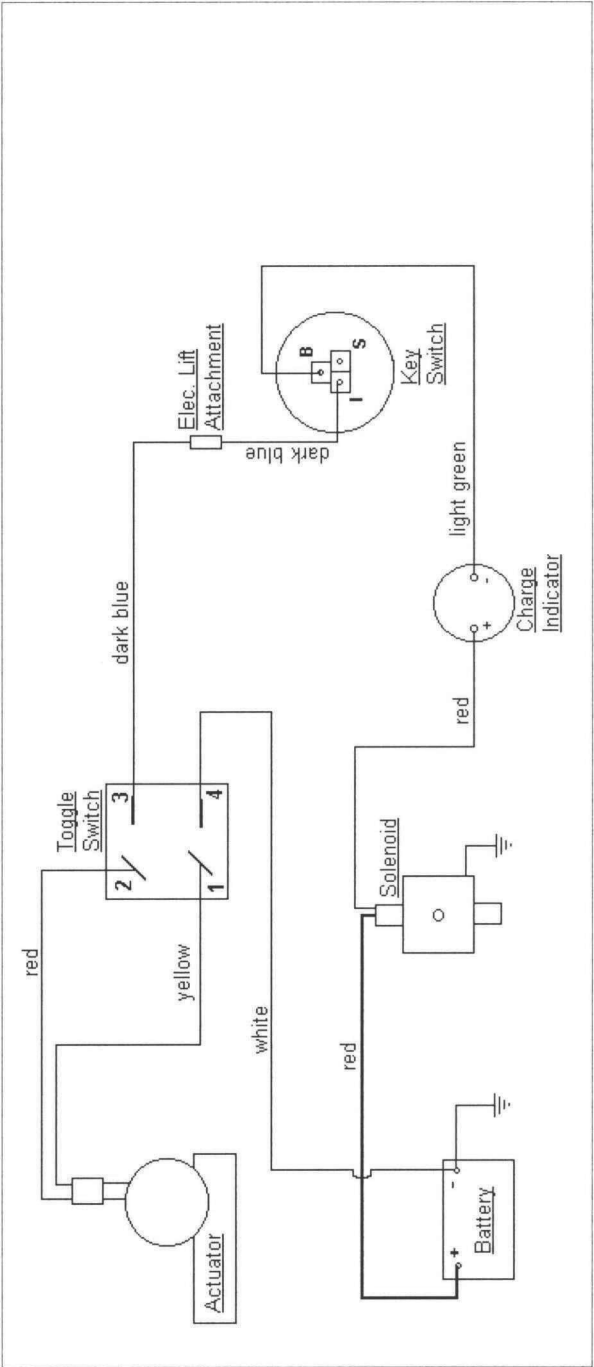 Actuator
red
yellow
Toggle
Switch
2
3
1
4
dark blue
Elec. Lift
Attachment
dark blue
B
S
I
Key
Switch
white
red
Solenoid
red
+
-
Charge
Indicator
light green
+
-
Battery